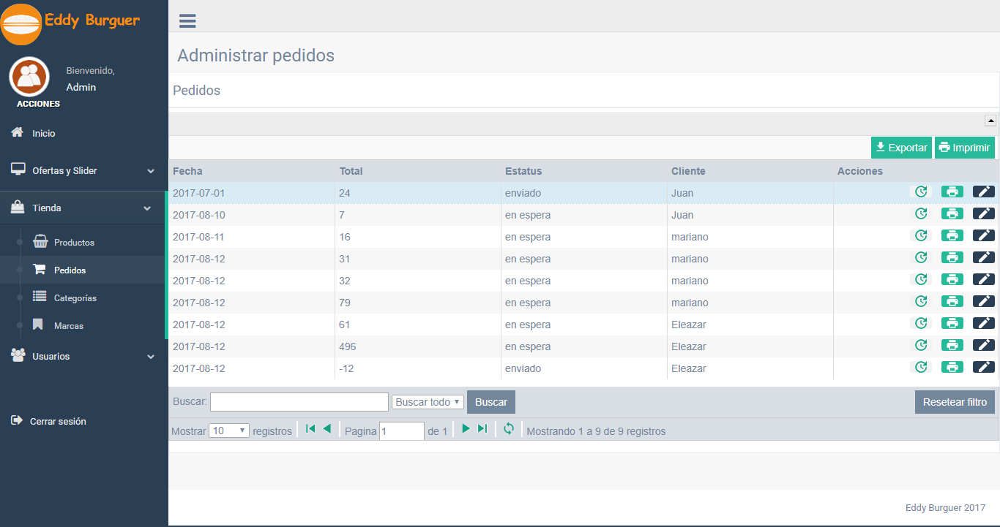 Eddy Burguer
Bienvenido,
Admin
ACCIONES
Inicio
Ofertas y Slider
Tienda
Productos
Pedidos
Categorías
Marcas
Usuarios
Cerrar sesión
Administrar pedidos
Pedidos
Exportar Imprimir
Fecha Total Estatus Cliente Acciones
2017-07-01 24 enviado Juan
2017-08-10 7 en espera Juan
2017-08-11 16 en espera mariano
2017-08-12 31 en espera mariano
2017-08-12 32 en espera mariano
2017-08-12 79 en espera mariano
2017-08-12 61 en espera Eleazar
2017-08-12 496 en espera Eleazar
2017-08-12 -12 enviado Eleazar
Buscar: Buscar todo Buscar Resetear filtro
Mostrar 10 registros Pagina 1 de 1 Mostrando 1 a 9 de 9 registros
Eddy Burguer 2017